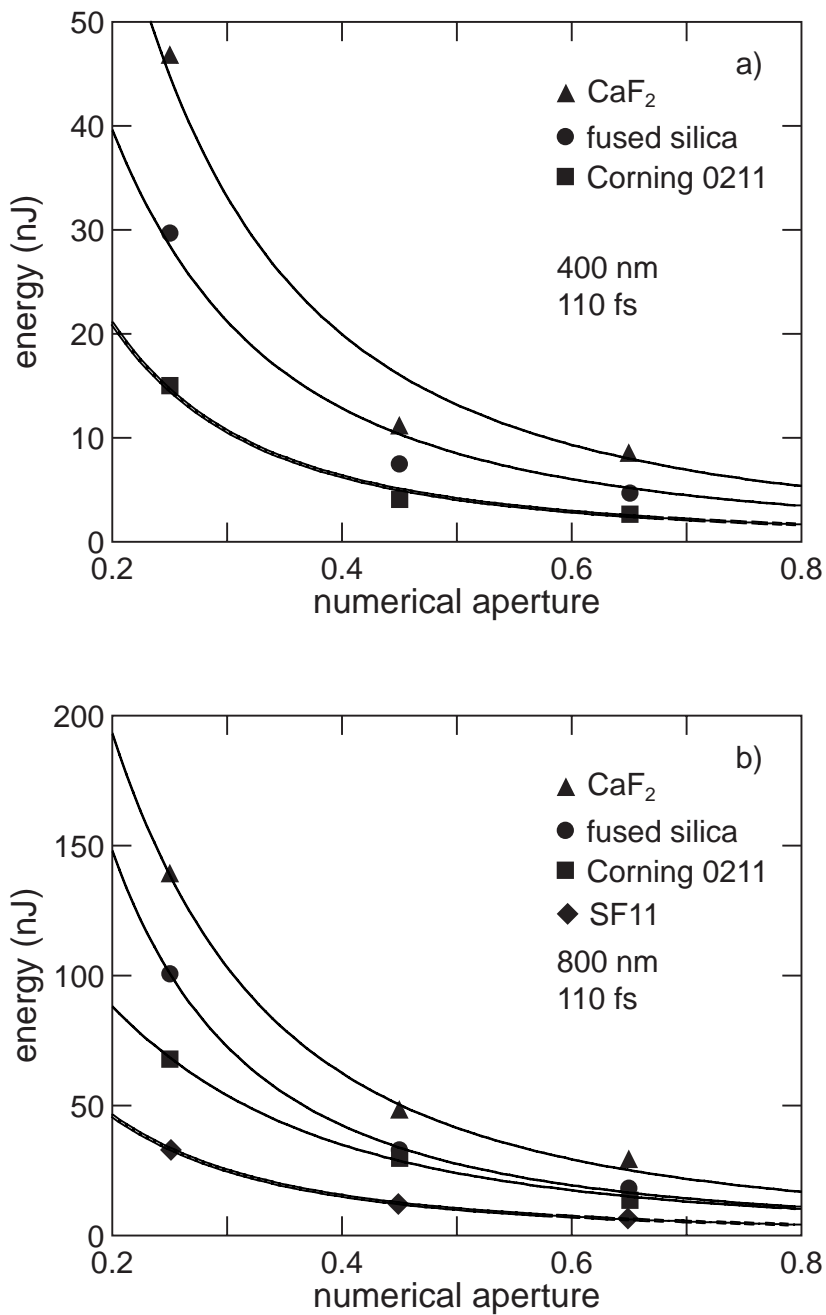 50
40
30
20
10
0
energy (nJ)
a)
CaF₂
fused silica
Corning 0211
400 nm
110 fs
0.2 0.4 0.6 0.8
numerical aperture
200
150
100
50
0
energy (nJ)
b)
CaF₂
fused silica
Corning 0211
SF11
800 nm
110 fs
0.2 0.4 0.6 0.8
numerical aperture